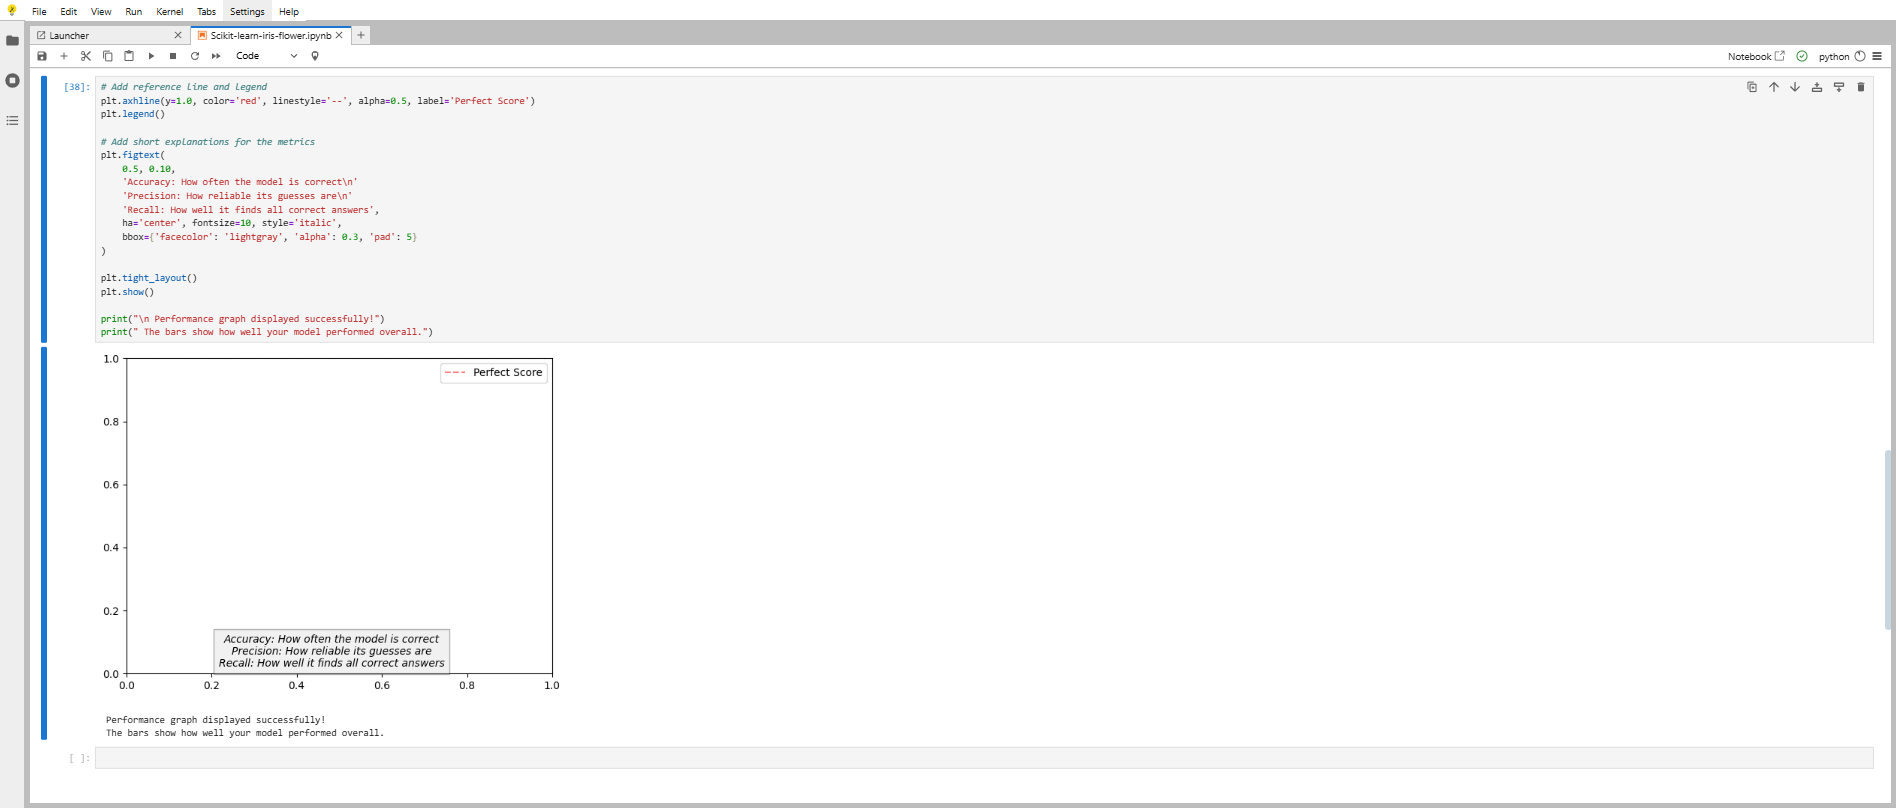 File Edit View Run Kernel Tabs Settings Help
Launcher
Scikit-learn-iris-flower.ipynb
Code
Notebook
python
[38]:
# Add reference line and legend
plt.axhline(y=1.0, color='red', linestyle='--', alpha=0.5, label='Perfect Score')
plt.legend()
# Add short explanations for the metrics
plt.figtext(
0.5, 0.10,
'Accuracy: How often the model is correct\n'
'Precision: How reliable its guesses are\n'
'Recall: How well it finds all correct answers',
ha='center', fontsize=10, style='italic',
bbox={'facecolor': 'lightgray', 'alpha': 0.3, 'pad': 5}
)
plt.tight_layout()
plt.show()
print("\n Performance graph displayed successfully!")
print(" The bars show how well your model performed overall.")
1.0
Perfect Score
0.8
0.6
0.4
0.2
Accuracy: How often the model is correct
Precision: How reliable its guesses are
Recall: How well it finds all correct answers
0.0
0.0 0.2 0.4 0.6 0.8 1.0
Performance graph displayed successfully!
The bars show how well your model performed overall.
[ ]: